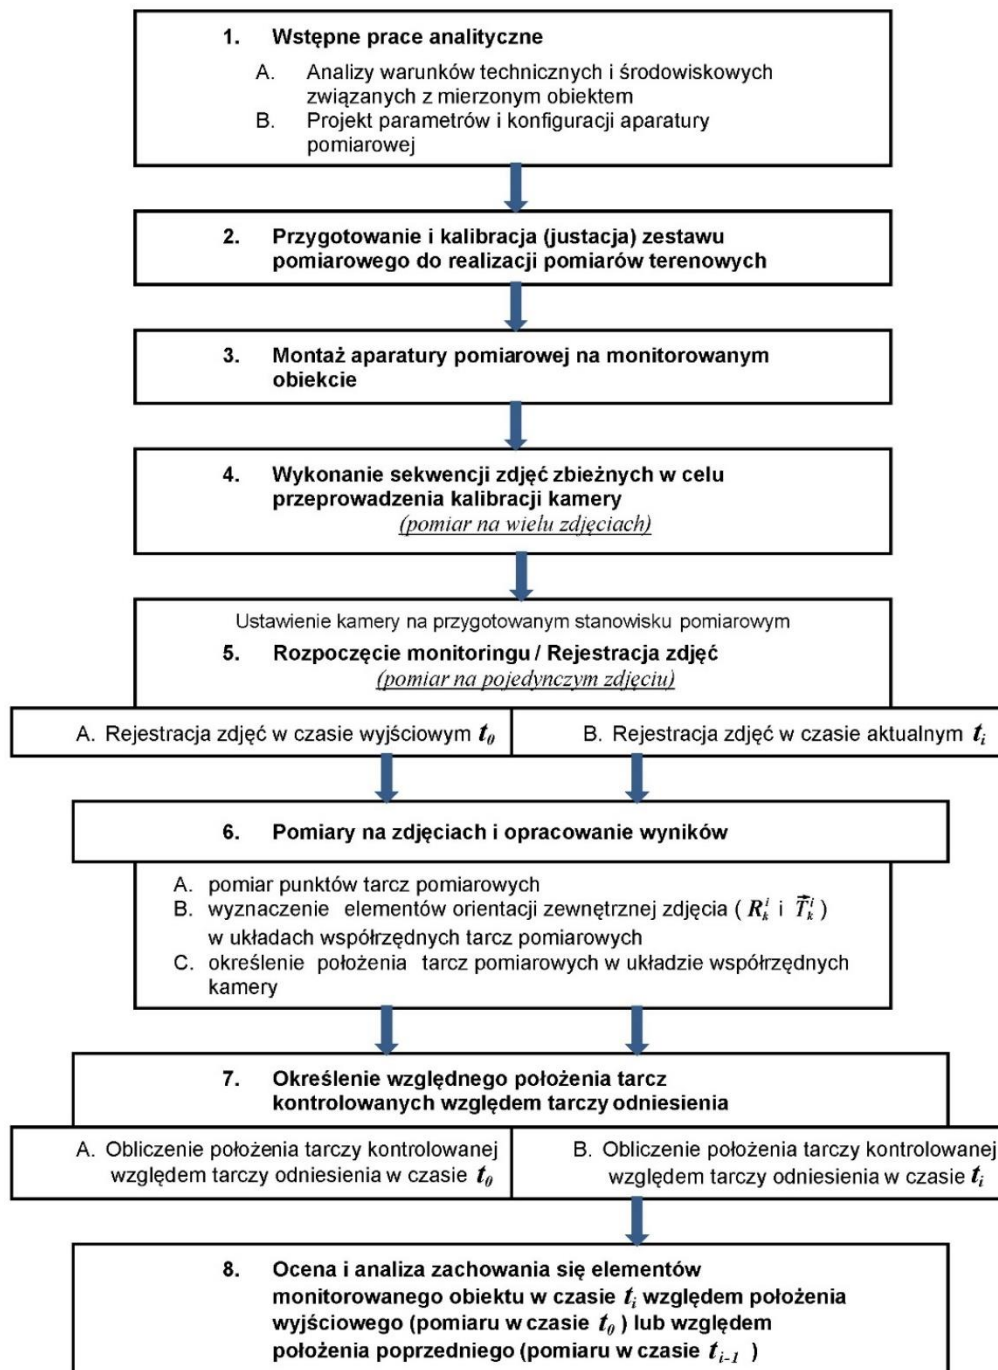 1. Wstępne prace analityczne
A. Analizy warunków technicznych i środowiskowych
związanych z mierzonym obiektem
B. Projekt parametrów i konfiguracji aparatury
pomiarowej
2. Przygotowanie i kalibracja (justacja) zestawu
pomiarowego do realizacji pomiarów terenowych
3. Montaż aparatury pomiarowej na monitorowanym
obiekcie
4. Wykonanie sekwencji zdjęć zbieżnych w celu
przeprowadzenia kalibracji kamery
(pomiar na wielu zdjęciach)
Ustawienie kamery na przygotowanym stanowisku pomiarowym
5. Rozpoczęcie monitoringu / Rejestracja zdjęć
(pomiar na pojedynczym zdjęciu)
A. Rejestracja zdjęć w czasie wyjściowym t₀
B. Rejestracja zdjęć w czasie aktualnym tᵢ
6. Pomiary na zdjęciach i opracowanie wyników
A. pomiar punktów tarcz pomiarowych
B. wyznaczenie elementów orientacji zewnętrznej zdjęcia ( R_k^i i T⃗_k^i )
w układach współrzędnych tarcz pomiarowych
C. określenie położenia tarcz pomiarowych w układzie współrzędnych
kamery
7. Określenie względnego położenia tarcz
kontrolowanych względem tarczy odniesienia
A. Obliczenie położenia tarczy kontrolowanej
względem tarczy odniesienia w czasie t₀
B. Obliczenie położenia tarczy kontrolowanej
względem tarczy odniesienia w czasie tᵢ
8. Ocena i analiza zachowania się elementów
monitorowanego obiektu w czasie tᵢ względem położenia
wyjściowego (pomiaru w czasie t₀ ) lub względem
położenia poprzedniego (pomiaru w czasie tᵢ₋₁ )